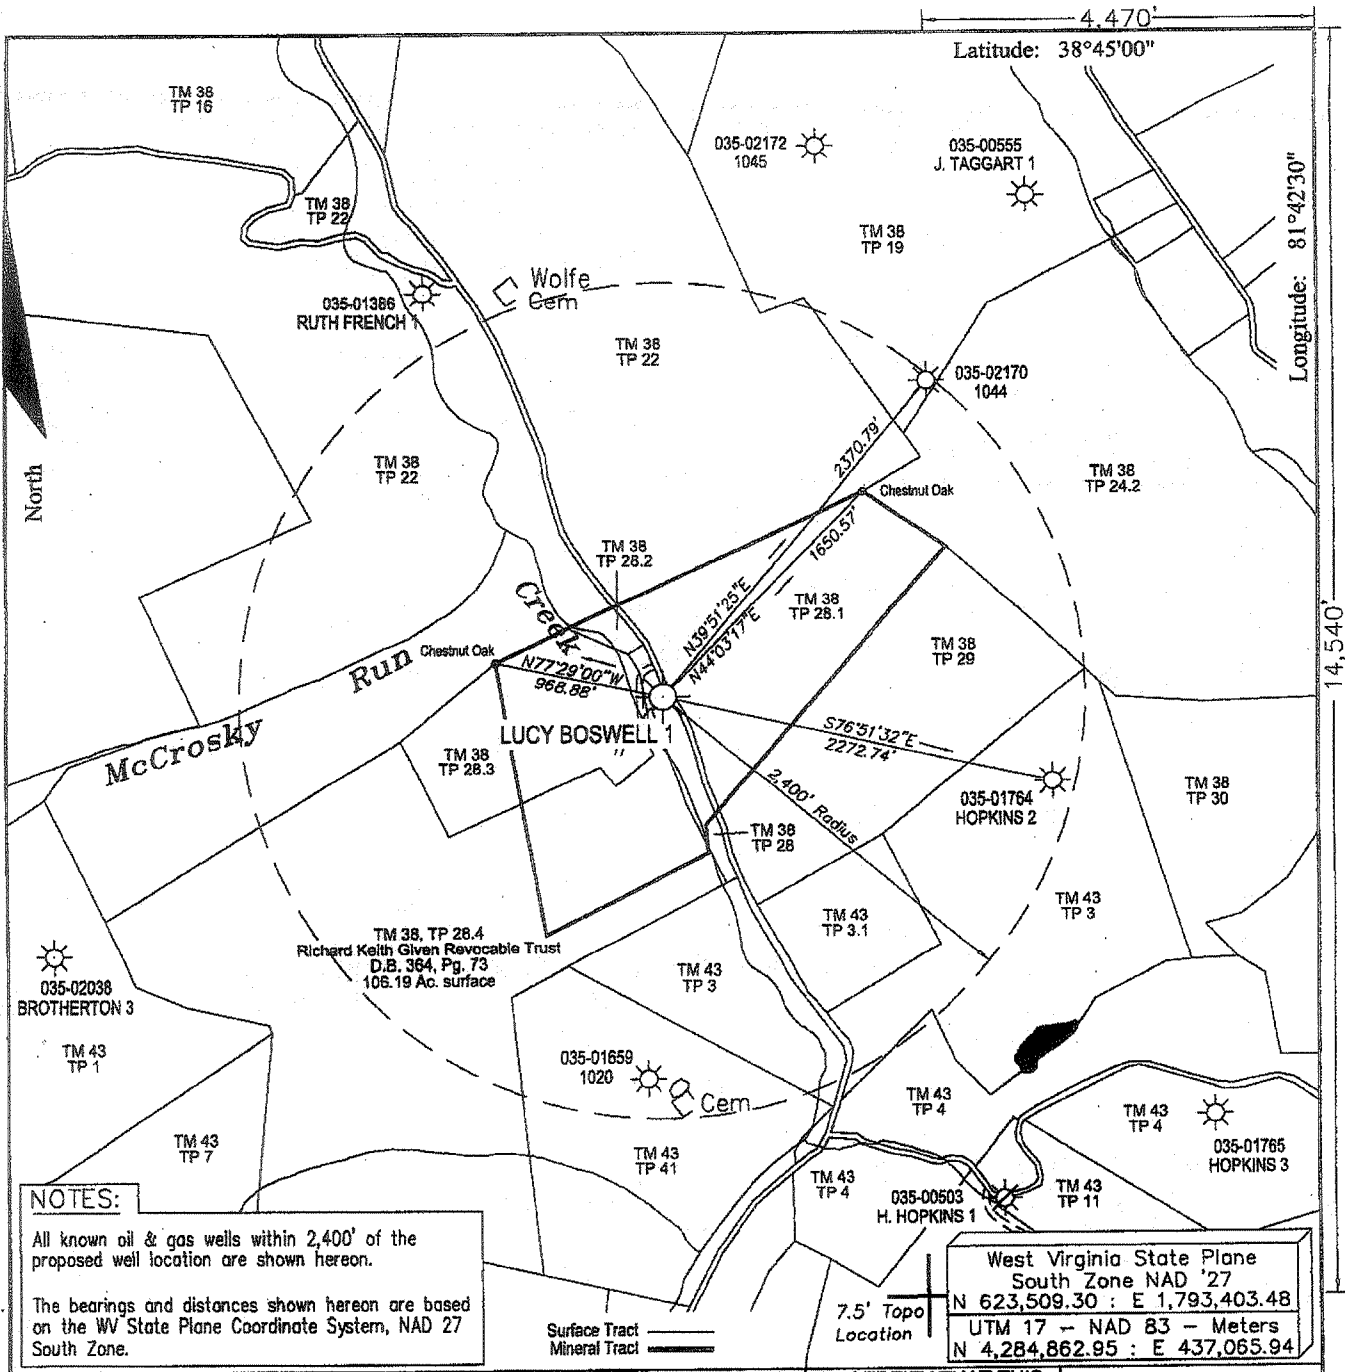 4,470'
Latitude: 38°45'00"
TM 38
TP 16
035-02172
1045
035-00555
J. TAGGART 1
TM 38
TP 22
TM 38
TP 19
Longitude: 81°42'30"
Wolfe
Cem
035-01386
RUTH FRENCH 1
TM 38
TP 22
035-02170
1044
2370.79'
TM 38
TP 22
TM 38
TP 24.2
North
Chestnut Oak
1650.57'
TM 38
TP 28.2
Creek
N39°51'25"E
N44°03'17"E
TM 38
TP 28.1
14,540'
TM 38
TP 29
McCrosky Run
Chestnut Oak
N77°29'00"W
968.88'
LUCY BOSWELL 1
S76°51'32"E
2272.74'
TM 38
TP 28.3
2,400' Radius
035-01764
HOPKINS 2
TM 38
TP 30
TM 38
TP 28
TM 43
TP 3.1
TM 43
TP 3
TM 38, TP 28.4
Richard Keith Given Revocable Trust
D.B. 364, Pg. 73
106.19 Ac. surface
035-02038
BROTHERTON 3
TM 43
TP 3
TM 43
TP 1
035-01659
1020
Cem
TM 43
TP 4
TM 43
TP 4
035-01765
HOPKINS 3
TM 43
TP 7
TM 43
TP 41
TM 43
TP 4
035-00503
H. HOPKINS 1
TM 43
TP 11
NOTES:
All known oil & gas wells within 2,400' of the
proposed well location are shown hereon.
The bearings and distances shown hereon are based
on the WV State Plane Coordinate System, NAD 27
South Zone.
Surface Tract
Mineral Tract
7.5' Topo
Location
West Virginia State Plane
South Zone NAD '27
N 623,509.30 : E 1,793,403.48
UTM 17 - NAD 83 - Meters
N 4,284,862.95 : E 437,065.94